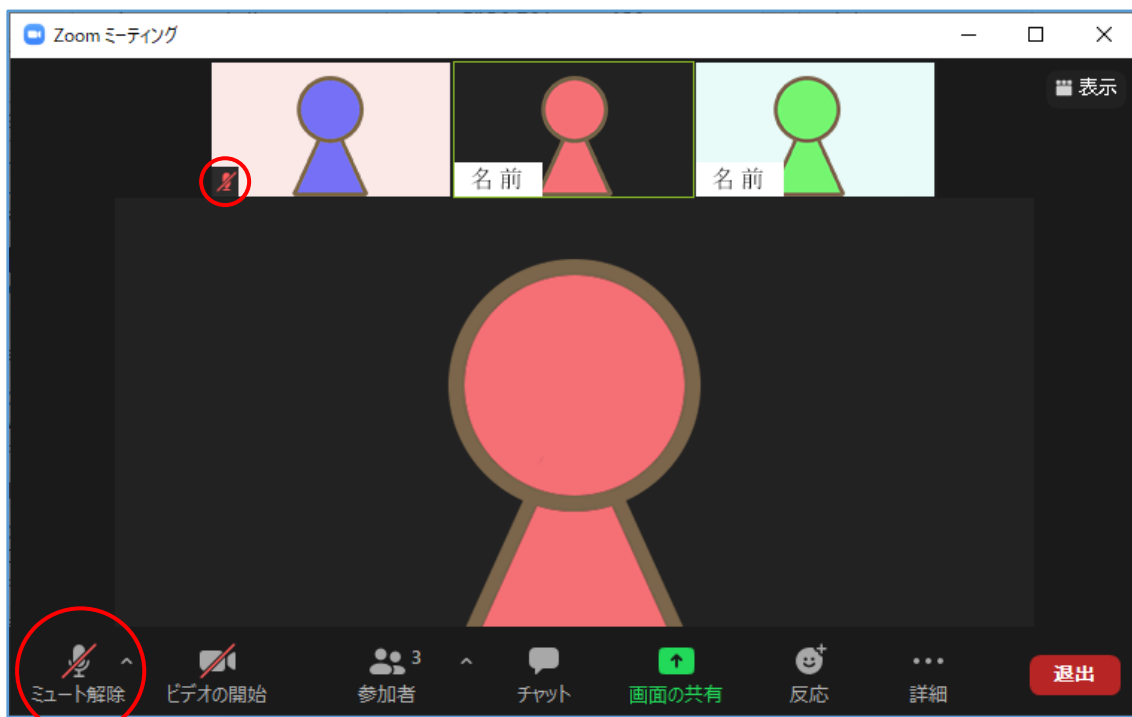 Zoom ミーティング
表示
名前
名前
ミュート解除
ビデオの開始
3
参加者
チャット
画面の共有
反応
詳細
退出